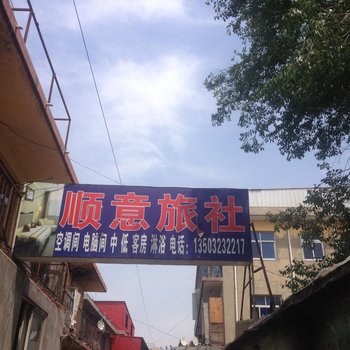 顺意旅社
空调间 电脑间 中 低 客房 淋浴 电话：13503232217